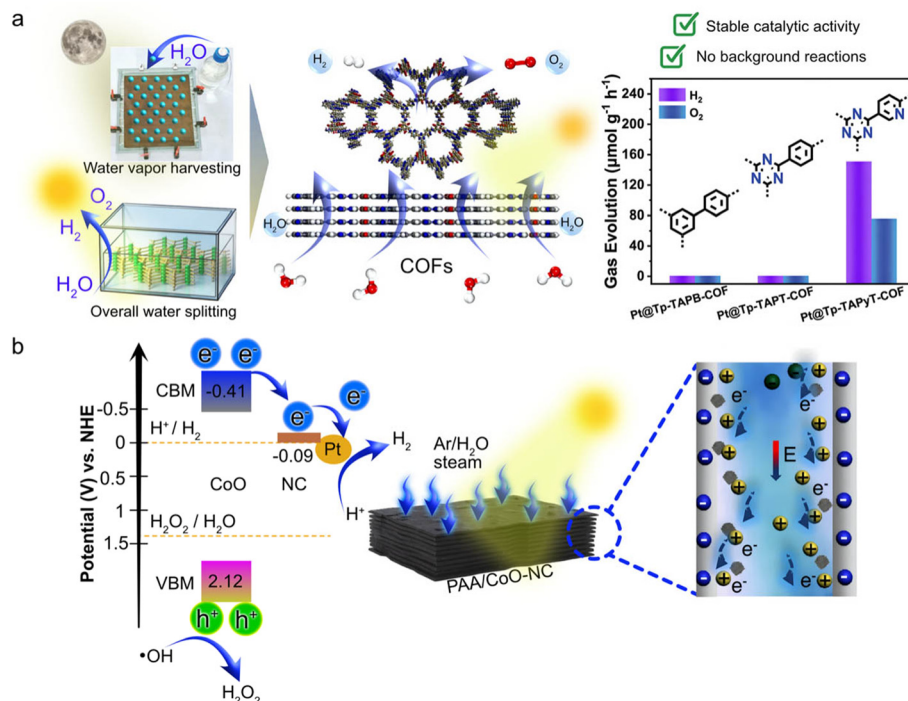 a
H₂O
Water vapor harvesting
O₂
H₂
H₂O
Overall water splitting
H₂
O₂
H₂O
H₂O
COFs
Stable catalytic activity
No background reactions
Gas Evolution (μmol g⁻¹ h⁻¹)
240
200
160
120
80
40
0
H₂
O₂
N
N
N
N
N
N
N
Pt@Tp-TAPB-COF
Pt@Tp-TAPT-COF
Pt@Tp-TAPyT-COF
b
Potential (V) vs. NHE
-0.5
0
0.5
1
1.5
e⁻
e⁻
CBM
-0.41
e⁻
e⁻
H⁺ / H₂
-0.09
Pt
CoO
NC
H₂
H⁺
H₂O₂ / H₂O
VBM
2.12
h⁺
h⁺
•OH
H₂O₂
Ar/H₂O
steam
PAA/CoO-NC
e⁻
e⁻
E
e⁻
e⁻
e⁻
e⁻